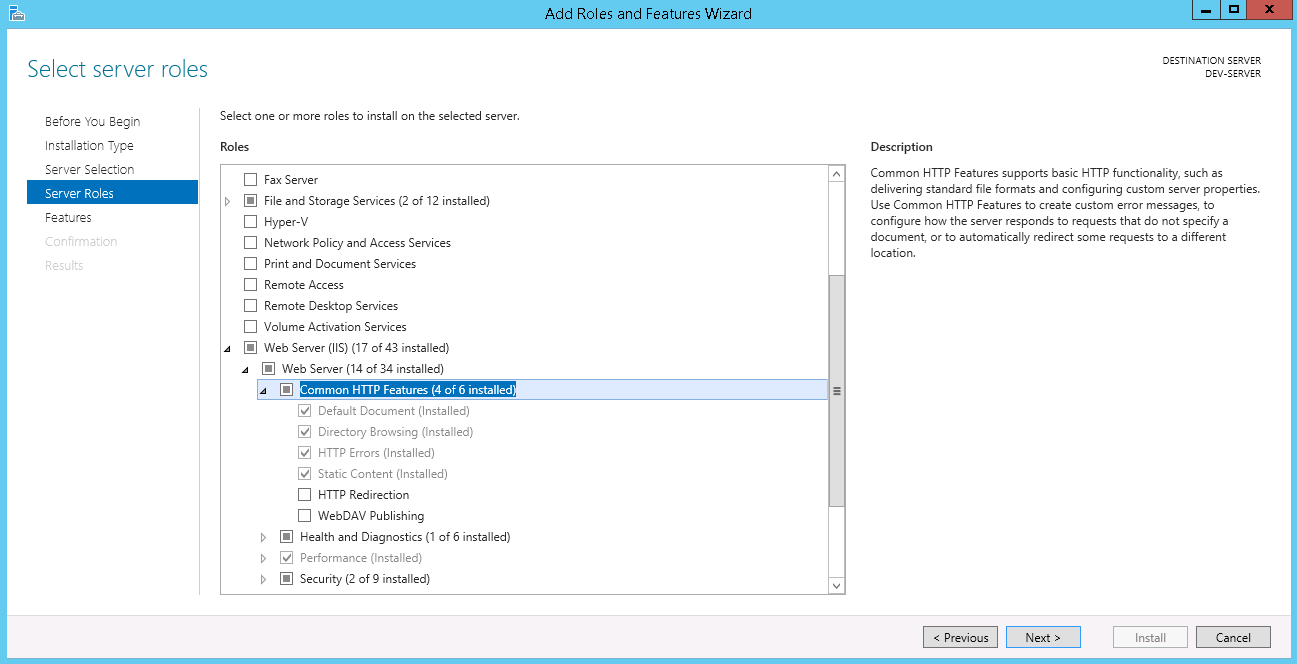 Add Roles and Features Wizard
Select server roles
DESTINATION SERVER
DEV-SERVER
Before You Begin
Installation Type
Server Selection
Server Roles
Features
Confirmation
Results
Select one or more roles to install on the selected server.
Roles
Fax Server
File and Storage Services (2 of 12 installed)
Hyper-V
Network Policy and Access Services
Print and Document Services
Remote Access
Remote Desktop Services
Volume Activation Services
Web Server (IIS) (17 of 43 installed)
Web Server (14 of 34 installed)
Common HTTP Features (4 of 6 installed)
Default Document (Installed)
Directory Browsing (Installed)
HTTP Errors (Installed)
Static Content (Installed)
HTTP Redirection
WebDAV Publishing
Health and Diagnostics (1 of 6 installed)
Performance (Installed)
Security (2 of 9 installed)
Description
Common HTTP Features supports basic HTTP functionality, such as
delivering standard file formats and configuring custom server properties.
Use Common HTTP Features to create custom error messages, to
configure how the server responds to requests that do not specify a
document, or to automatically redirect some requests to a different
location.
< Previous
Next >
Install
Cancel